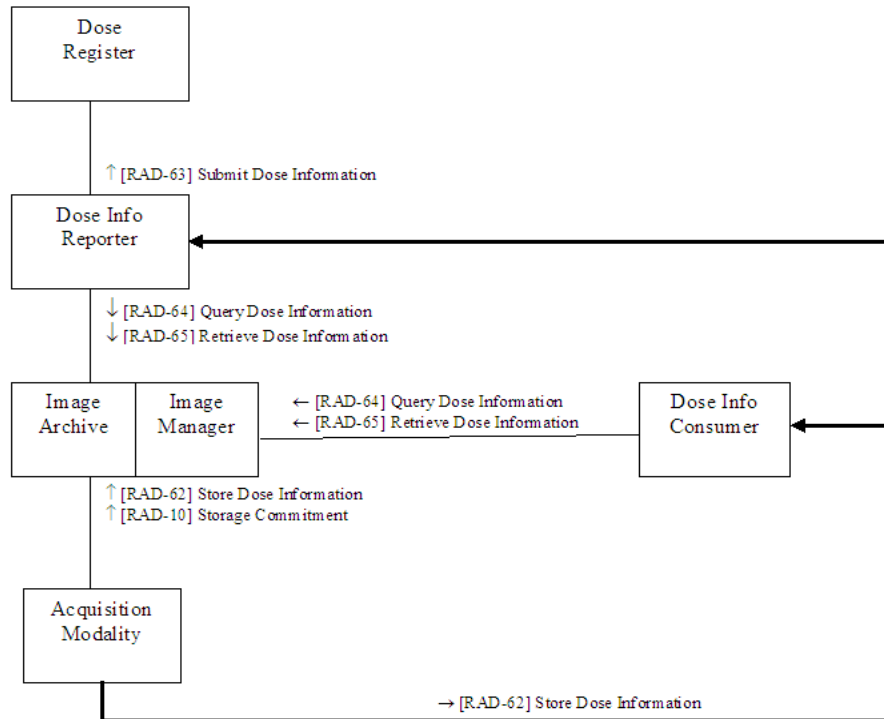 Dose
Register
↑ [RAD-63] Submit Dose Information
Dose Info
Reporter
↓ [RAD-64] Query Dose Information
↓ [RAD-65] Retrieve Dose Information
Image
Archive
Image
Manager
← [RAD-64] Query Dose Information
← [RAD-65] Retrieve Dose Information
Dose Info
Consumer
↑ [RAD-62] Store Dose Information
↑ [RAD-10] Storage Commitment
Acquisition
Modality
→ [RAD-62] Store Dose Information